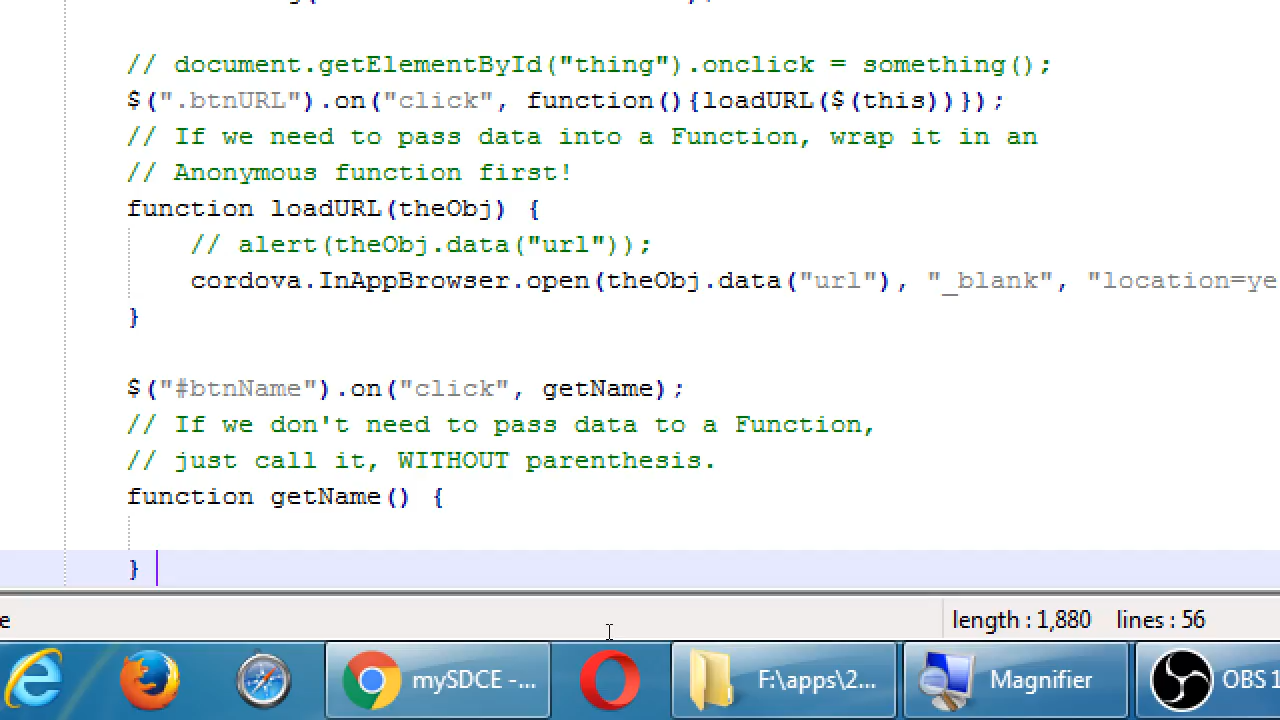 // document.getElementById("thing").onclick = something();
$(".btnURL").on("click", function(){loadURL($(this))});
// If we need to pass data into a Function, wrap it in an
// Anonymous function first!
function loadURL(theObj) {
// alert(theObj.data("url"));
cordova.InAppBrowser.open(theObj.data("url"), "_blank", "location=ye
}
$("#btnName").on("click", getName);
// If we don't need to pass data to a Function,
// just call it, WITHOUT parenthesis.
function getName() {
}
e length : 1,880 lines : 56
mySDCE -... F:\apps\2... Magnifier OBS 1